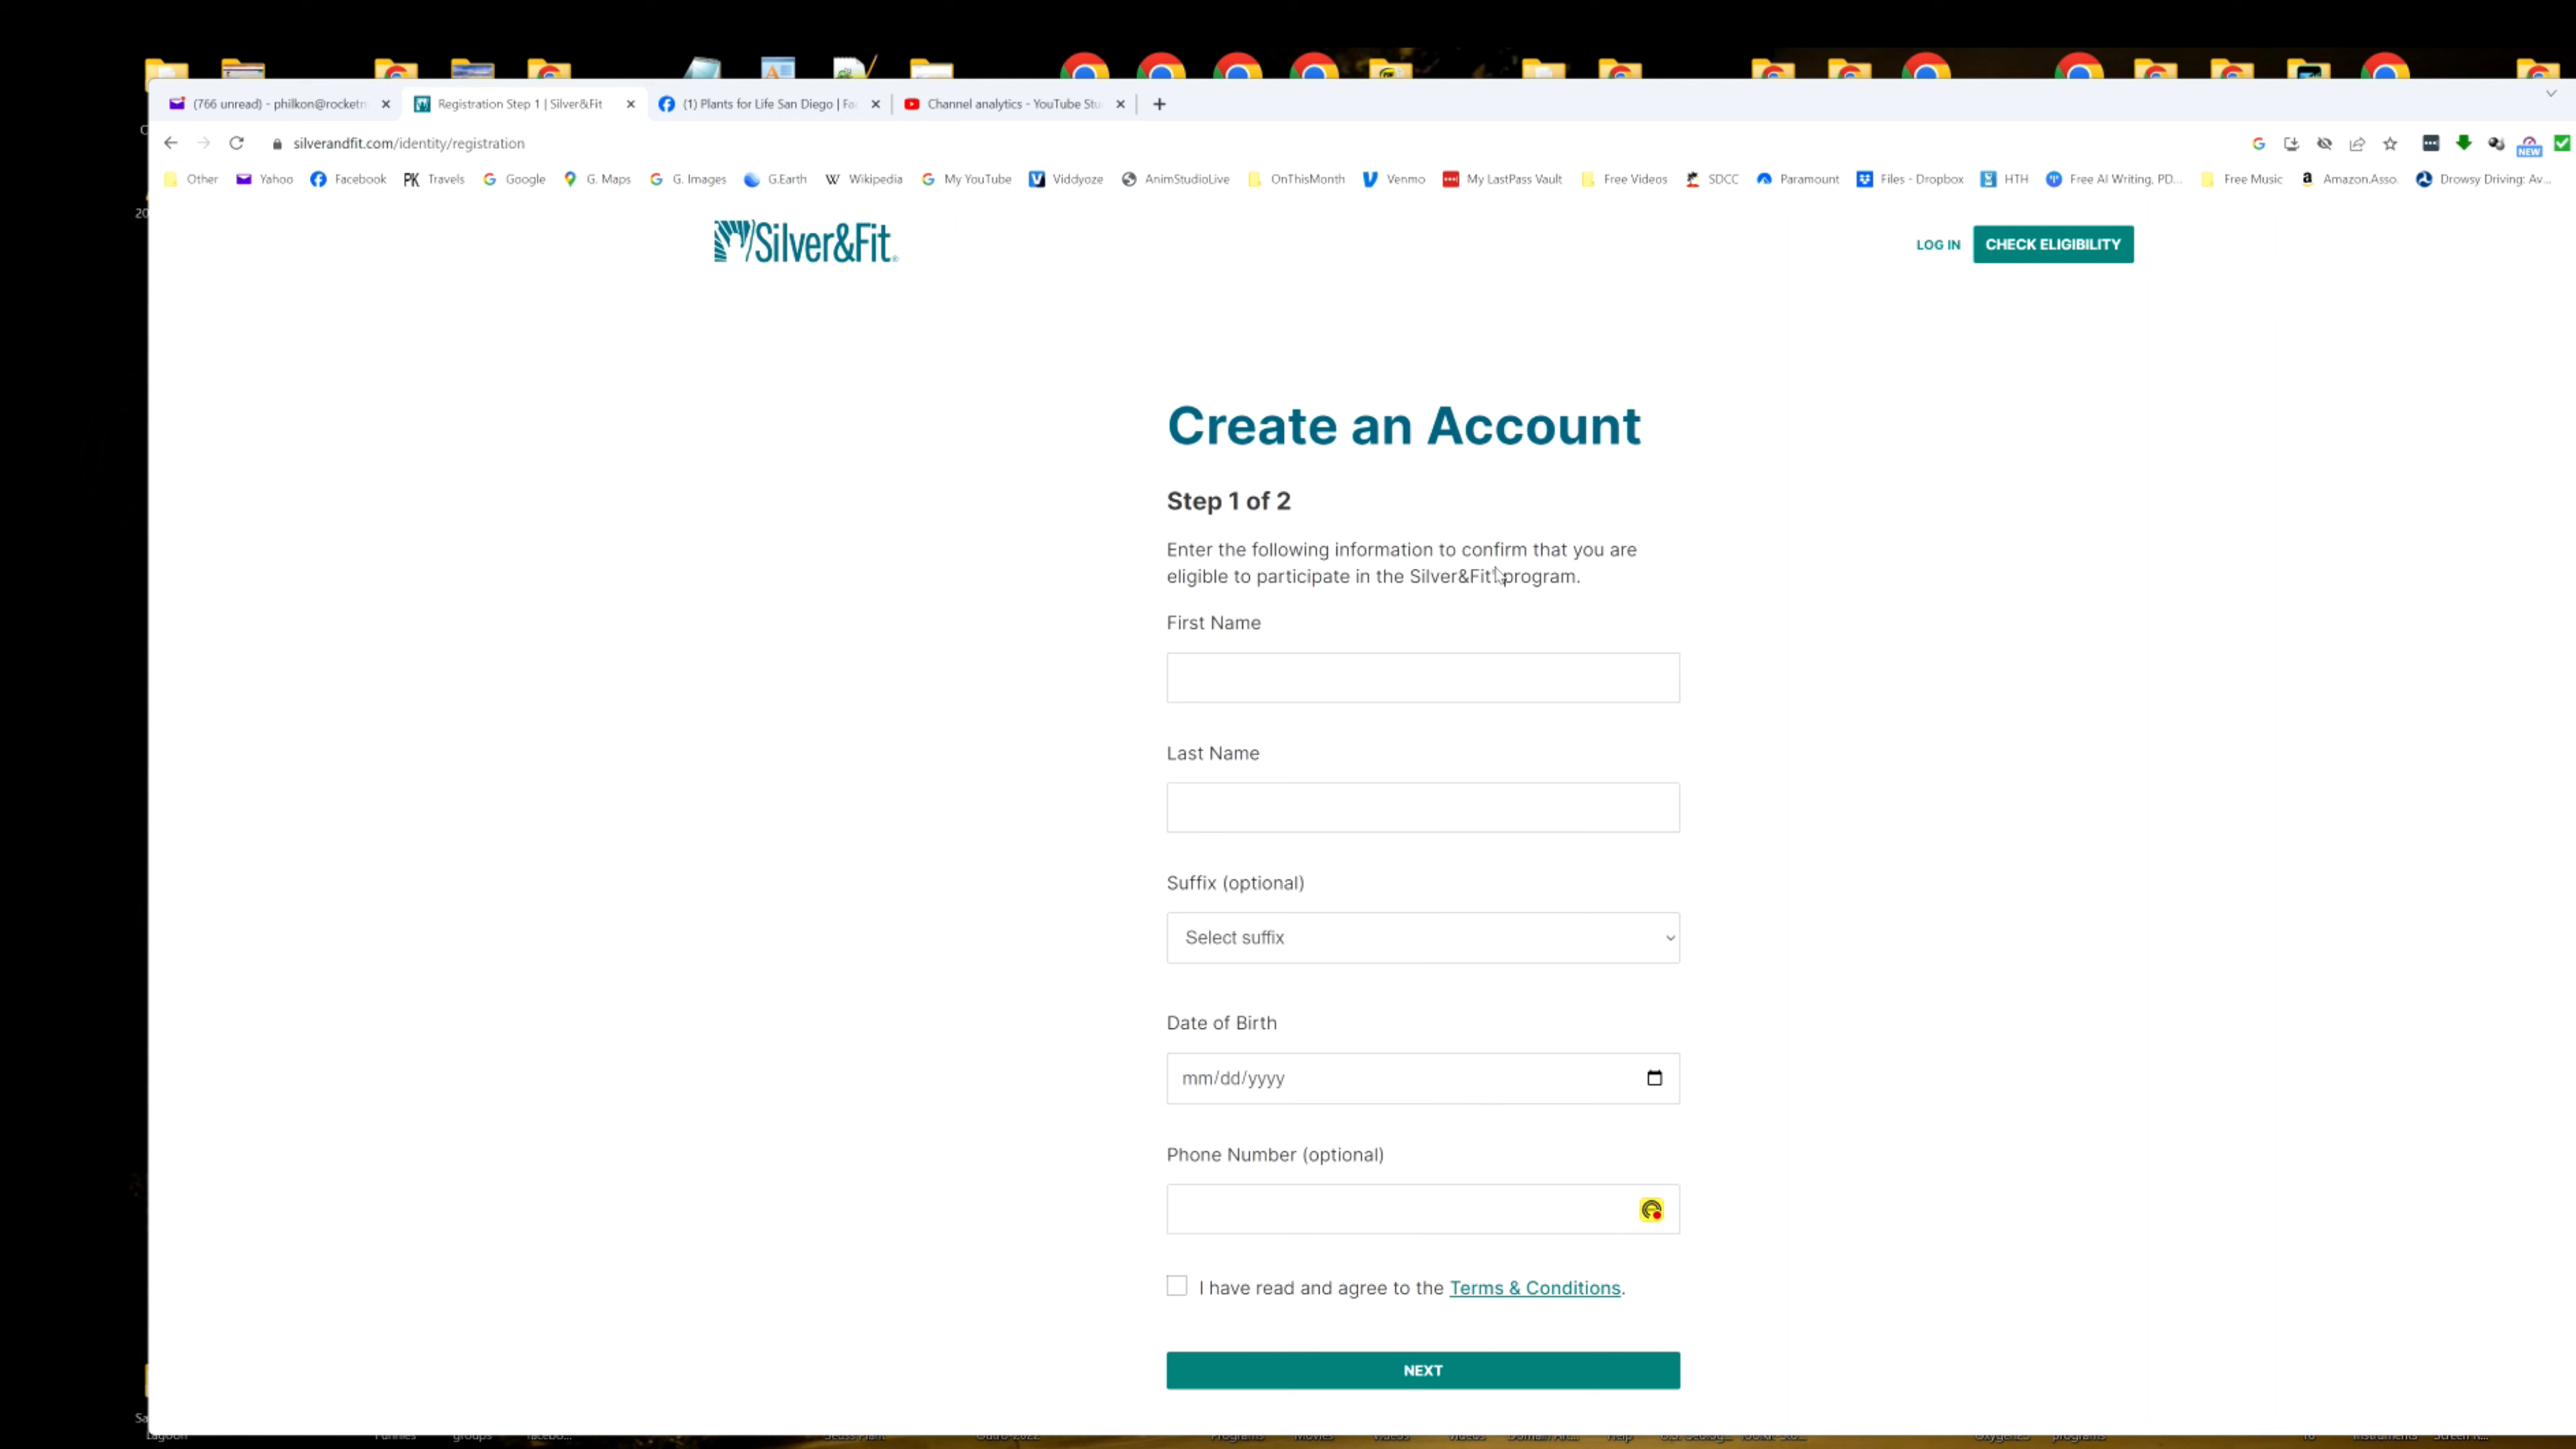 (766 unread) - philkon@rocketm
Registration Step 1 | Silver&Fit
(1) Plants for Life San Diego | Fac
Channel analytics - YouTube Stu
silverandfit.com/identity/registration
NEW
Other
Yahoo
Facebook
PK Travels
Google
G. Maps
G. Images
G.Earth
W Wikipedia
My YouTube
Viddyoze
AnimStudioLive
OnThisMonth
Venmo
My LastPass Vault
Free Videos
SDCC
Paramount
Files - Dropbox
HTH
Free AI Writing, PD...
Free Music
Amazon.Asso.
Drowsy Driving: Av...
Silver&Fit®
LOG IN
CHECK ELIGIBILITY
Create an Account
Step 1 of 2
Enter the following information to confirm that you are
eligible to participate in the Silver&Fit program.
First Name
Last Name
Suffix (optional)
Select suffix
Date of Birth
mm/dd/yyyy
Phone Number (optional)
I have read and agree to the Terms & Conditions.
NEXT